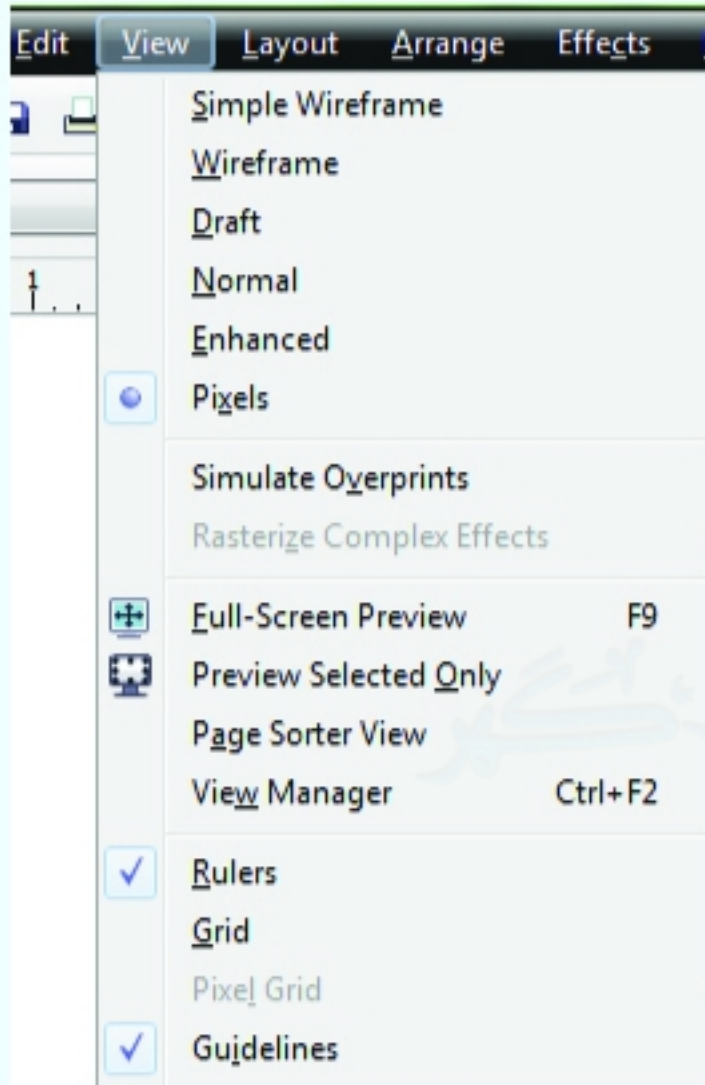 Edit View Layout Arrange Effects
1
Simple Wireframe
Wireframe
Draft
Normal
Enhanced
Pixels
Simulate Overprints
Rasterize Complex Effects
Full-Screen Preview F9
Preview Selected Only
Page Sorter View
View Manager Ctrl+F2
Rulers
Grid
Pixel Grid
Guidelines